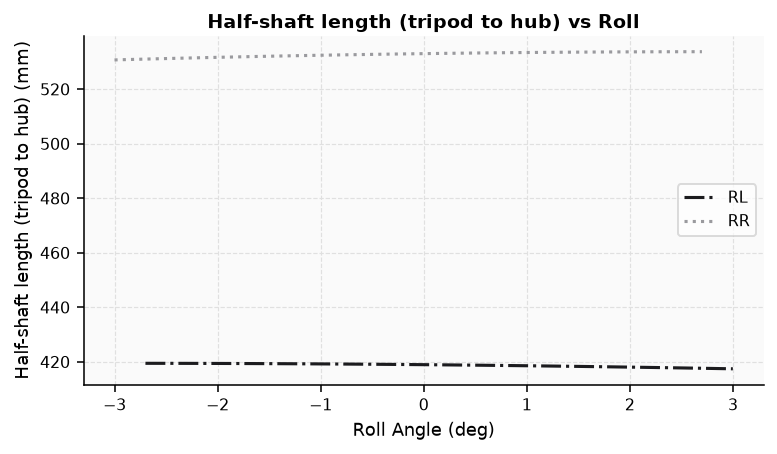 Half-shaft length (tripod to hub) vs Roll
Half-shaft length (tripod to hub) (mm)
520
500
480
460
440
420
RL
RR
−3
−2
−1
0
1
2
3
Roll Angle (deg)